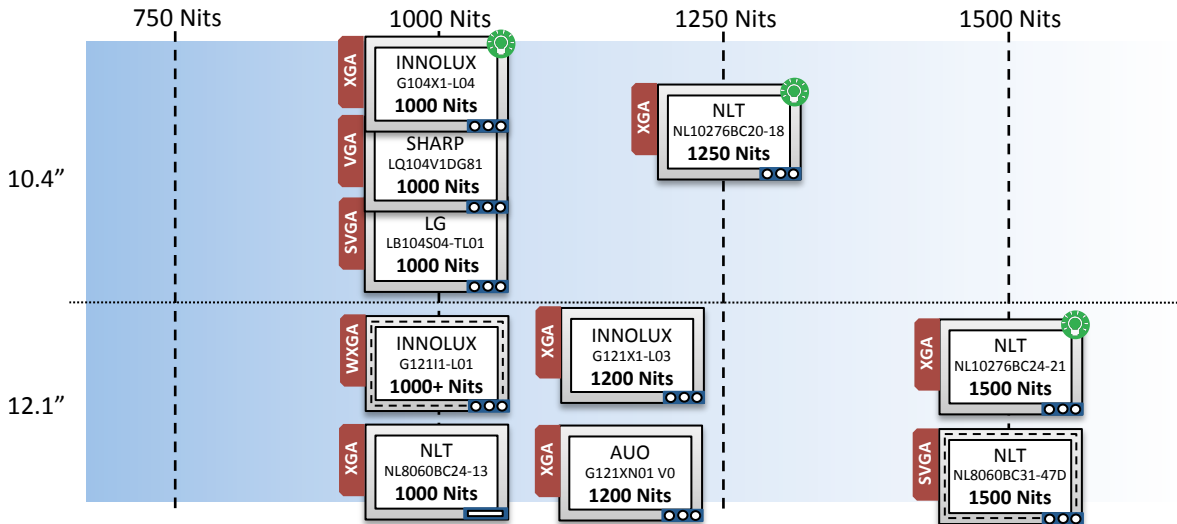 750 Nits
1000 Nits
1250 Nits
1500 Nits
10.4”
XGA
INNOLUX
G104X1-L04
1000 Nits
VGA
SHARP
LQ104V1DG81
1000 Nits
SVGA
LG
LB104S04-TL01
1000 Nits
XGA
NLT
NL10276BC20-18
1250 Nits
12.1”
WXGA
INNOLUX
G121I1-L01
1000+ Nits
XGA
INNOLUX
G121X1-L03
1200 Nits
XGA
NLT
NL10276BC24-21
1500 Nits
XGA
NLT
NL8060BC24-13
1000 Nits
XGA
AUO
G121XN01 V0
1200 Nits
SVGA
NLT
NL8060BC31-47D
1500 Nits